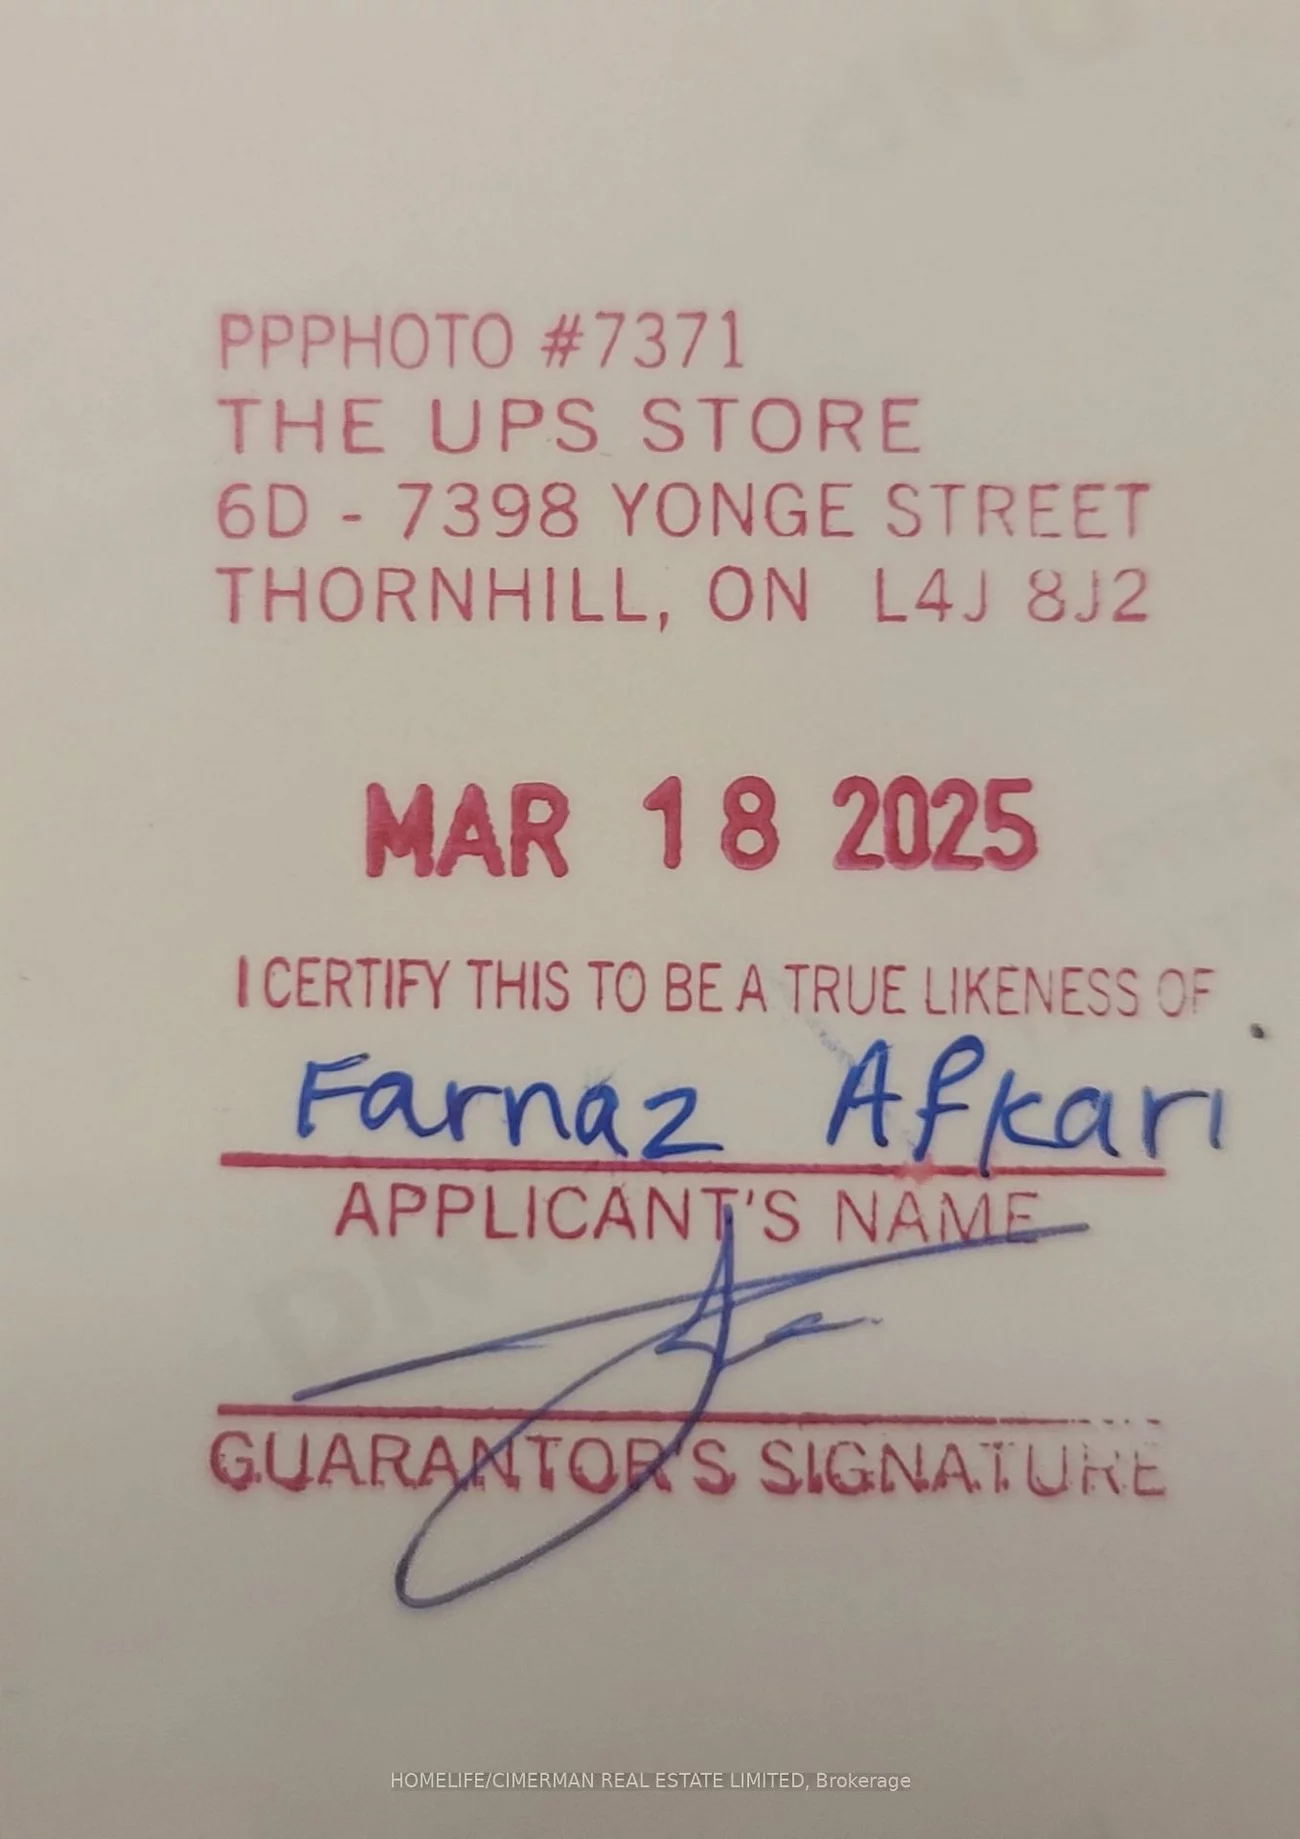 PPPHOTO #7371
THE UPS STORE
6D - 7398 YONGE STREET
THORNHILL, ON L4J 8J2
MAR 18 2025
I CERTIFY THIS TO BE A TRUE LIKENESS OF
Farnaz Afkari
APPLICANT'S NAME
GUARANTOR'S SIGNATURE
HOMELIFE/CIMERMAN REAL ESTATE LIMITED, Brokerage